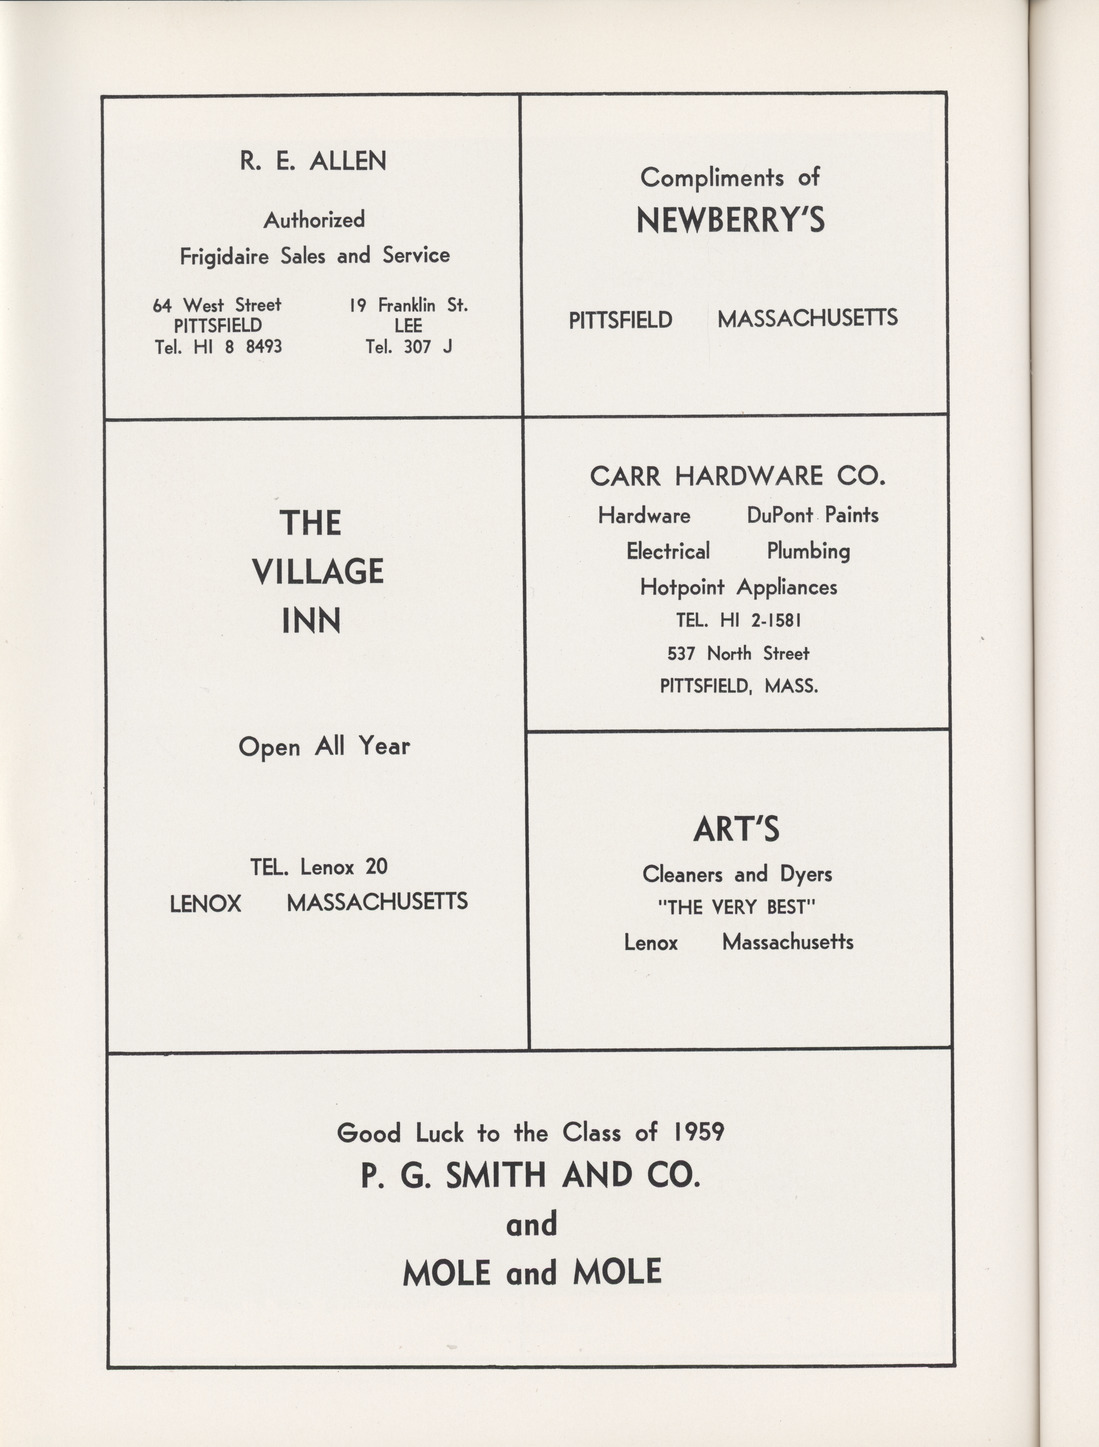 R. E. ALLEN
Authorized
Frigidaire Sales and Service
64 West Street
PITTSFIELD
Tel. HI 8 8493
19 Franklin St.
LEE
Tel. 307 J
Compliments of
NEWBERRY'S
PITTSFIELD MASSACHUSETTS
THE
VILLAGE
INN
Open All Year
TEL. Lenox 20
LENOX MASSACHUSETTS
CARR HARDWARE CO.
Hardware DuPont Paints
Electrical Plumbing
Hotpoint Appliances
TEL. HI 2-1581
537 North Street
PITTSFIELD, MASS.
ART'S
Cleaners and Dyers
"THE VERY BEST"
Lenox Massachusetts
Good Luck to the Class of 1959
P. G. SMITH AND CO.
and
MOLE and MOLE